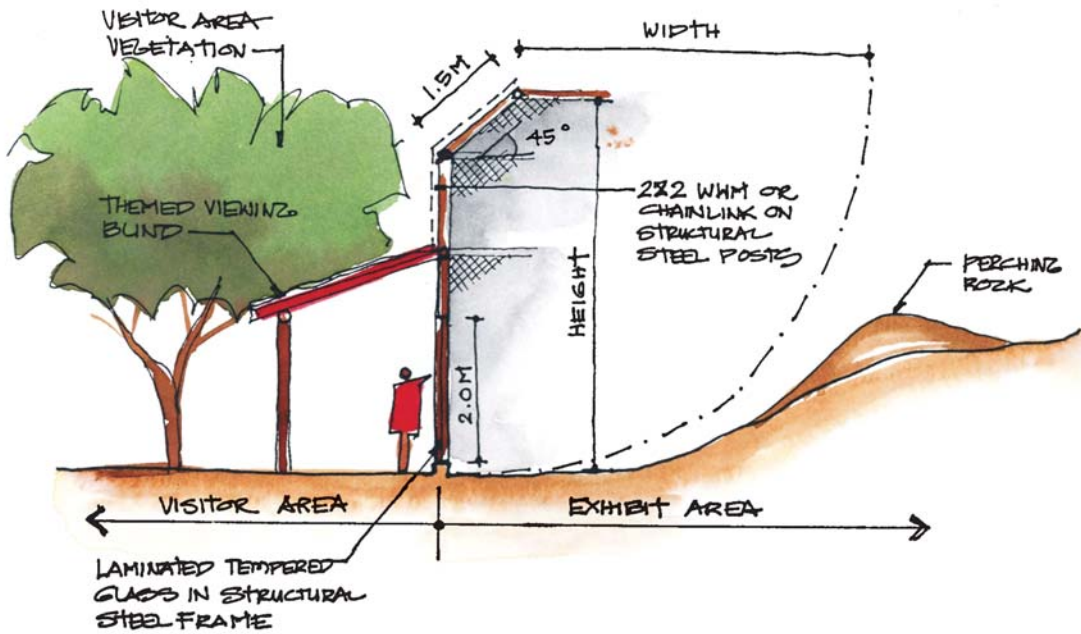 VISITOR AREA
VEGETATION
WIDTH
1.5M
45°
THEMED VIEWING
BLIND
2X2 WHM OR
CHAINLINK ON
STRUCTURAL
STEEL POSTS
HEIGHT
PERCHING
ROCK
2.0M
VISITOR AREA
EXHIBIT AREA
LAMINATED TEMPERED
GLASS IN STRUCTURAL
STEEL FRAME